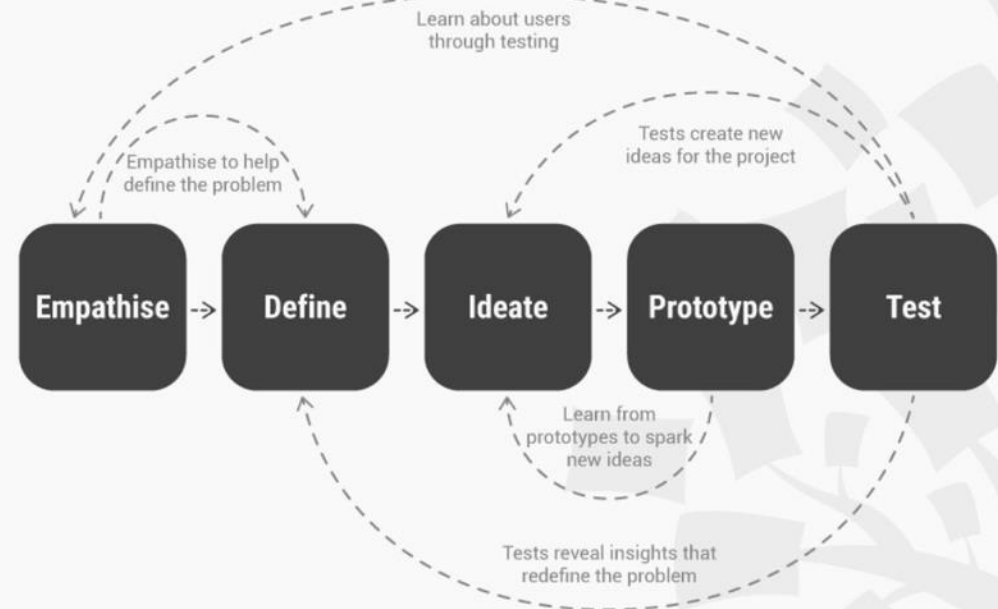 Learn about users
through testing
Tests create new
ideas for the project
Empathise to help
define the problem
Empathise
Define
Ideate
Prototype
Test
Learn from
prototypes to spark
new ideas
Tests reveal insights that
redefine the problem